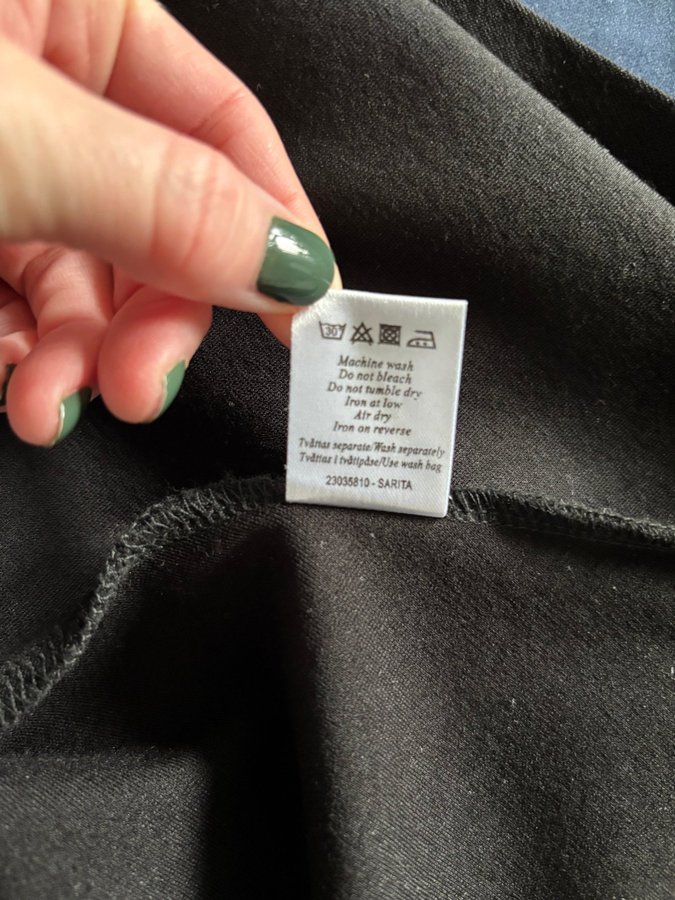 30
Machine wash
Do not bleach
Do not tumble dry
Iron at low
Air dry
Iron on reverse
Tvättas separate/Wash separately
Tvättas i tvättpåse/Use wash bag
23035810 - SARITA